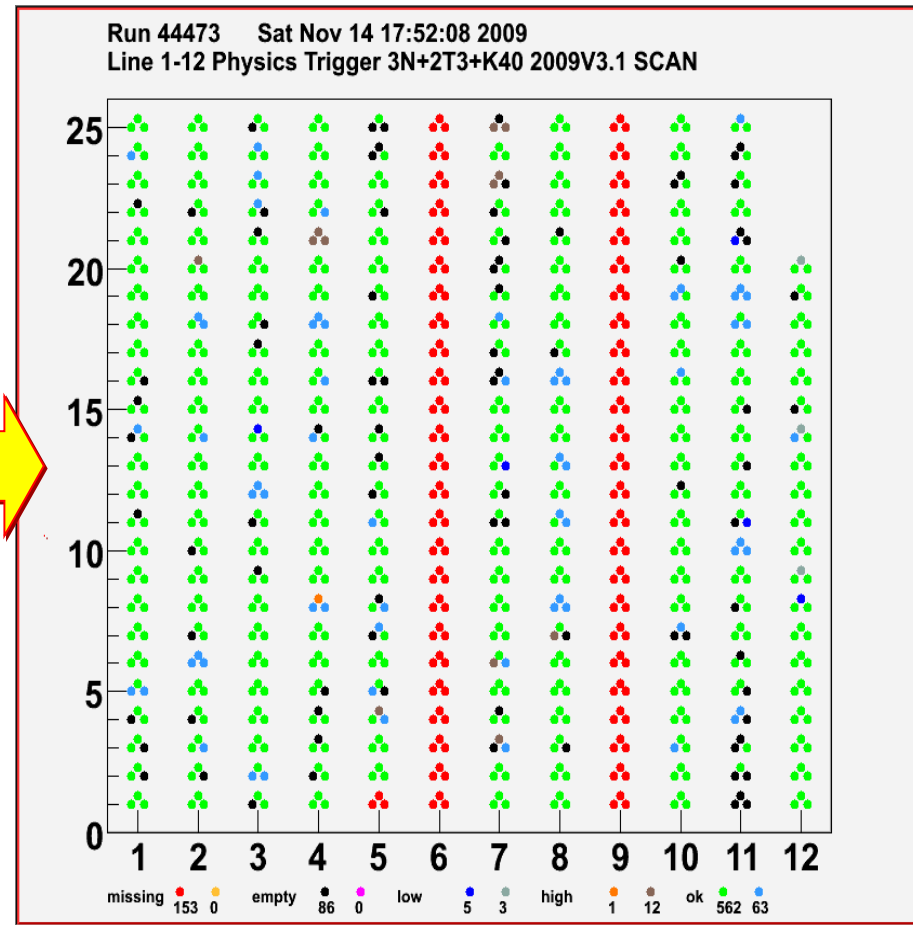 Run 44473 Sat Nov 14 17:52:08 2009
Line 1-12 Physics Trigger 3N+2T3+K40 2009V3.1 SCAN
25
20
15
10
5
0
1 2 3 4 5 6 7 8 9 10 11 12
missing 153 0 empty 86 0 low 5 3 high 1 12 ok 562 63